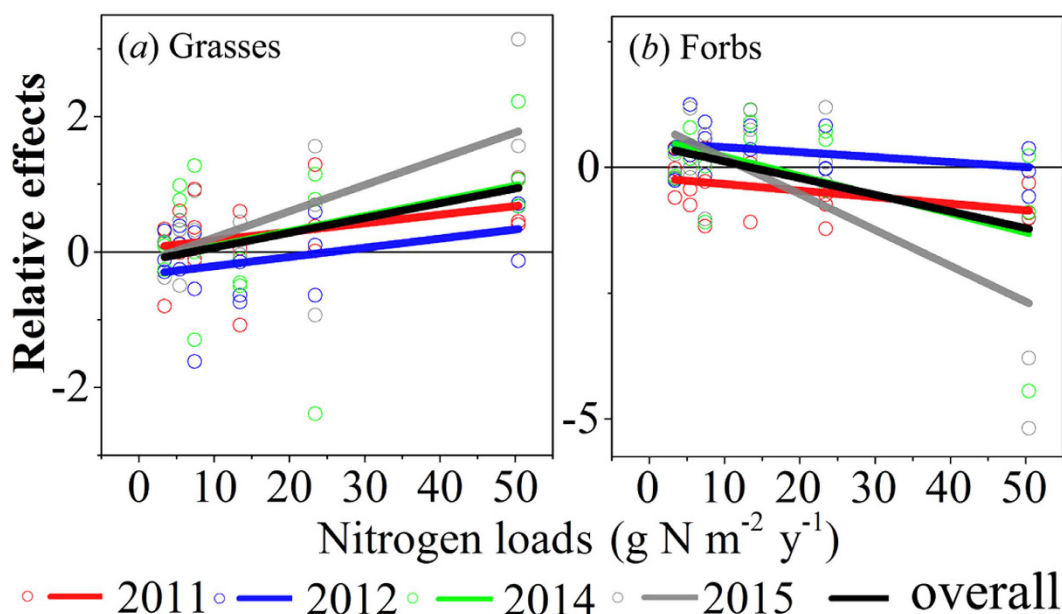 (a) Grasses
(b) Forbs
Relative effects
2
0
-2
0
-5
0 10 20 30 40 50
0 10 20 30 40 50
Nitrogen loads (g N m-2 y-1)
2011 2012 2014 2015 overall